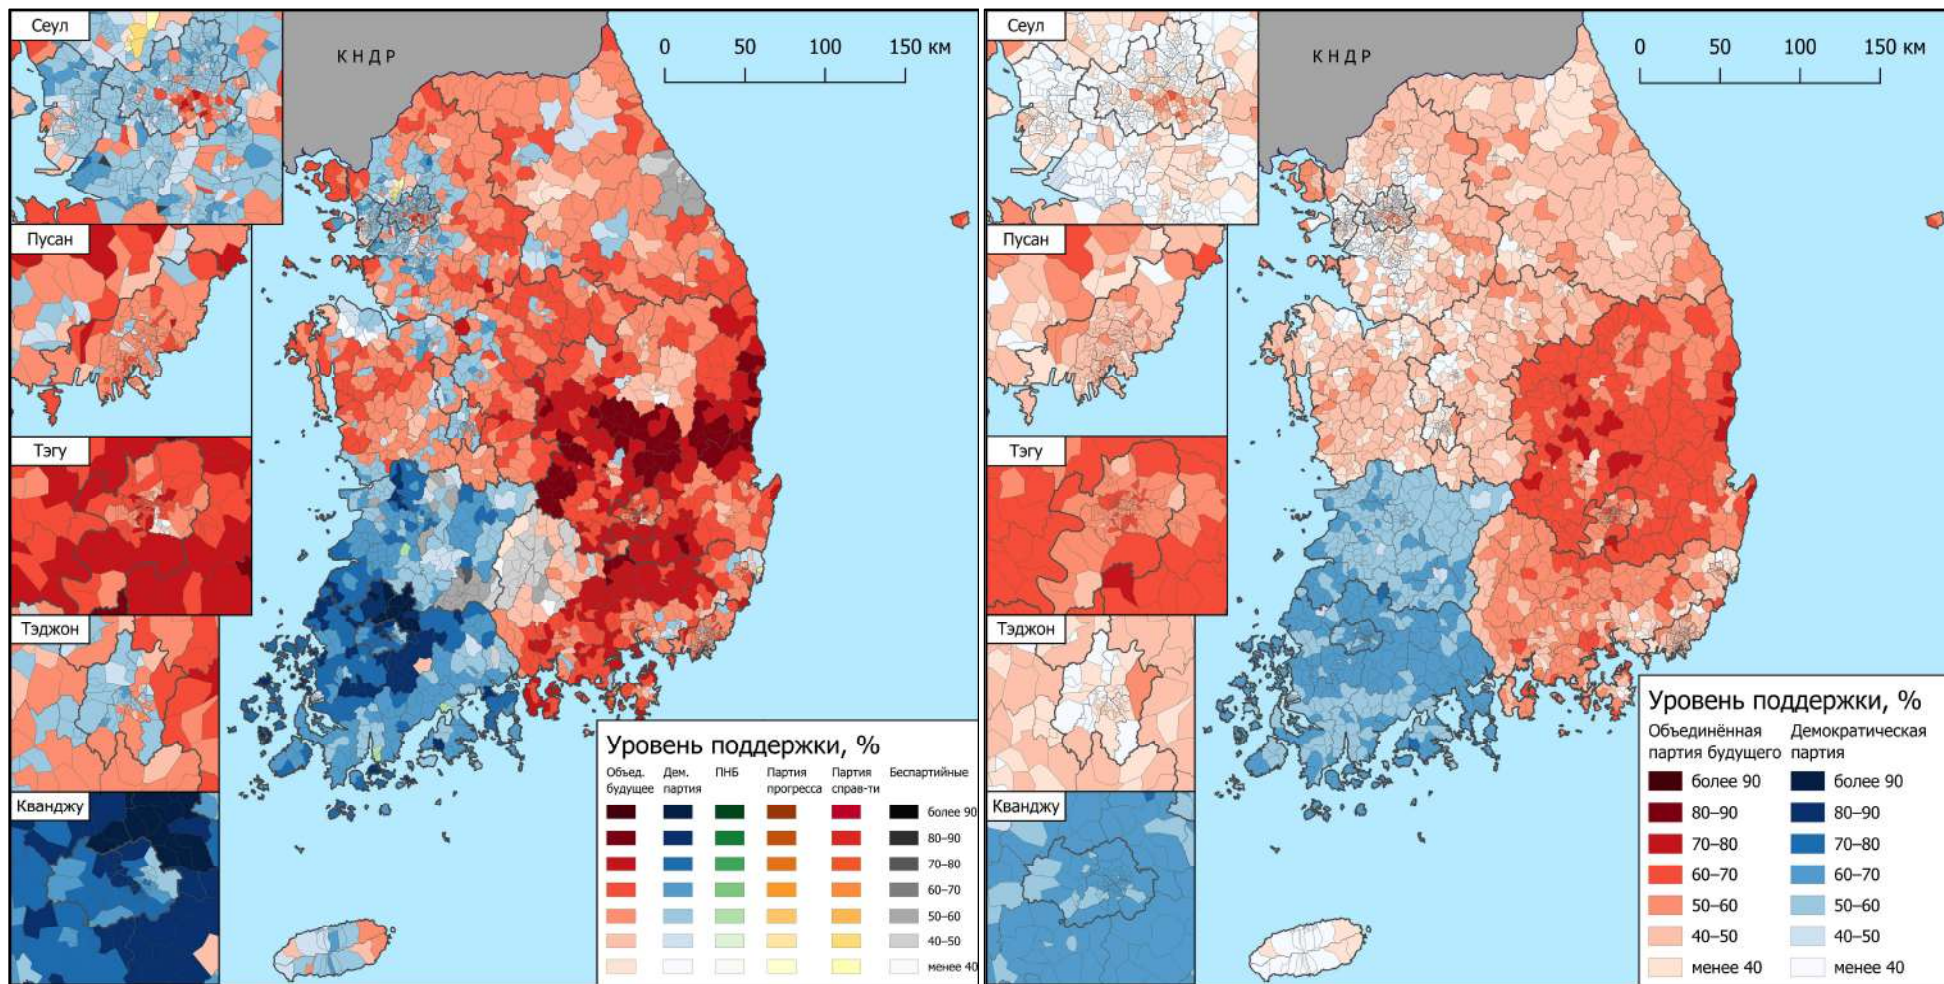 Сеул
КНДР
0 50 100 150 км
Пусан
Тэгу
Тэджон
Кванджу
Уровень поддержки, %
Объед. будущее
Дем. партия
ПНБ
Партия прогресса
Партия справ-ти
Беспартийные
более 90
80–90
70–80
60–70
50–60
40–50
менее 40
Сеул
КНДР
0 50 100 150 км
Пусан
Тэгу
Тэджон
Кванджу
Уровень поддержки, %
Объединённая
партия будущего
Демократическая
партия
более 90 более 90
80–90 80–90
70–80 70–80
60–70 60–70
50–60 50–60
40–50 40–50
менее 40 менее 40